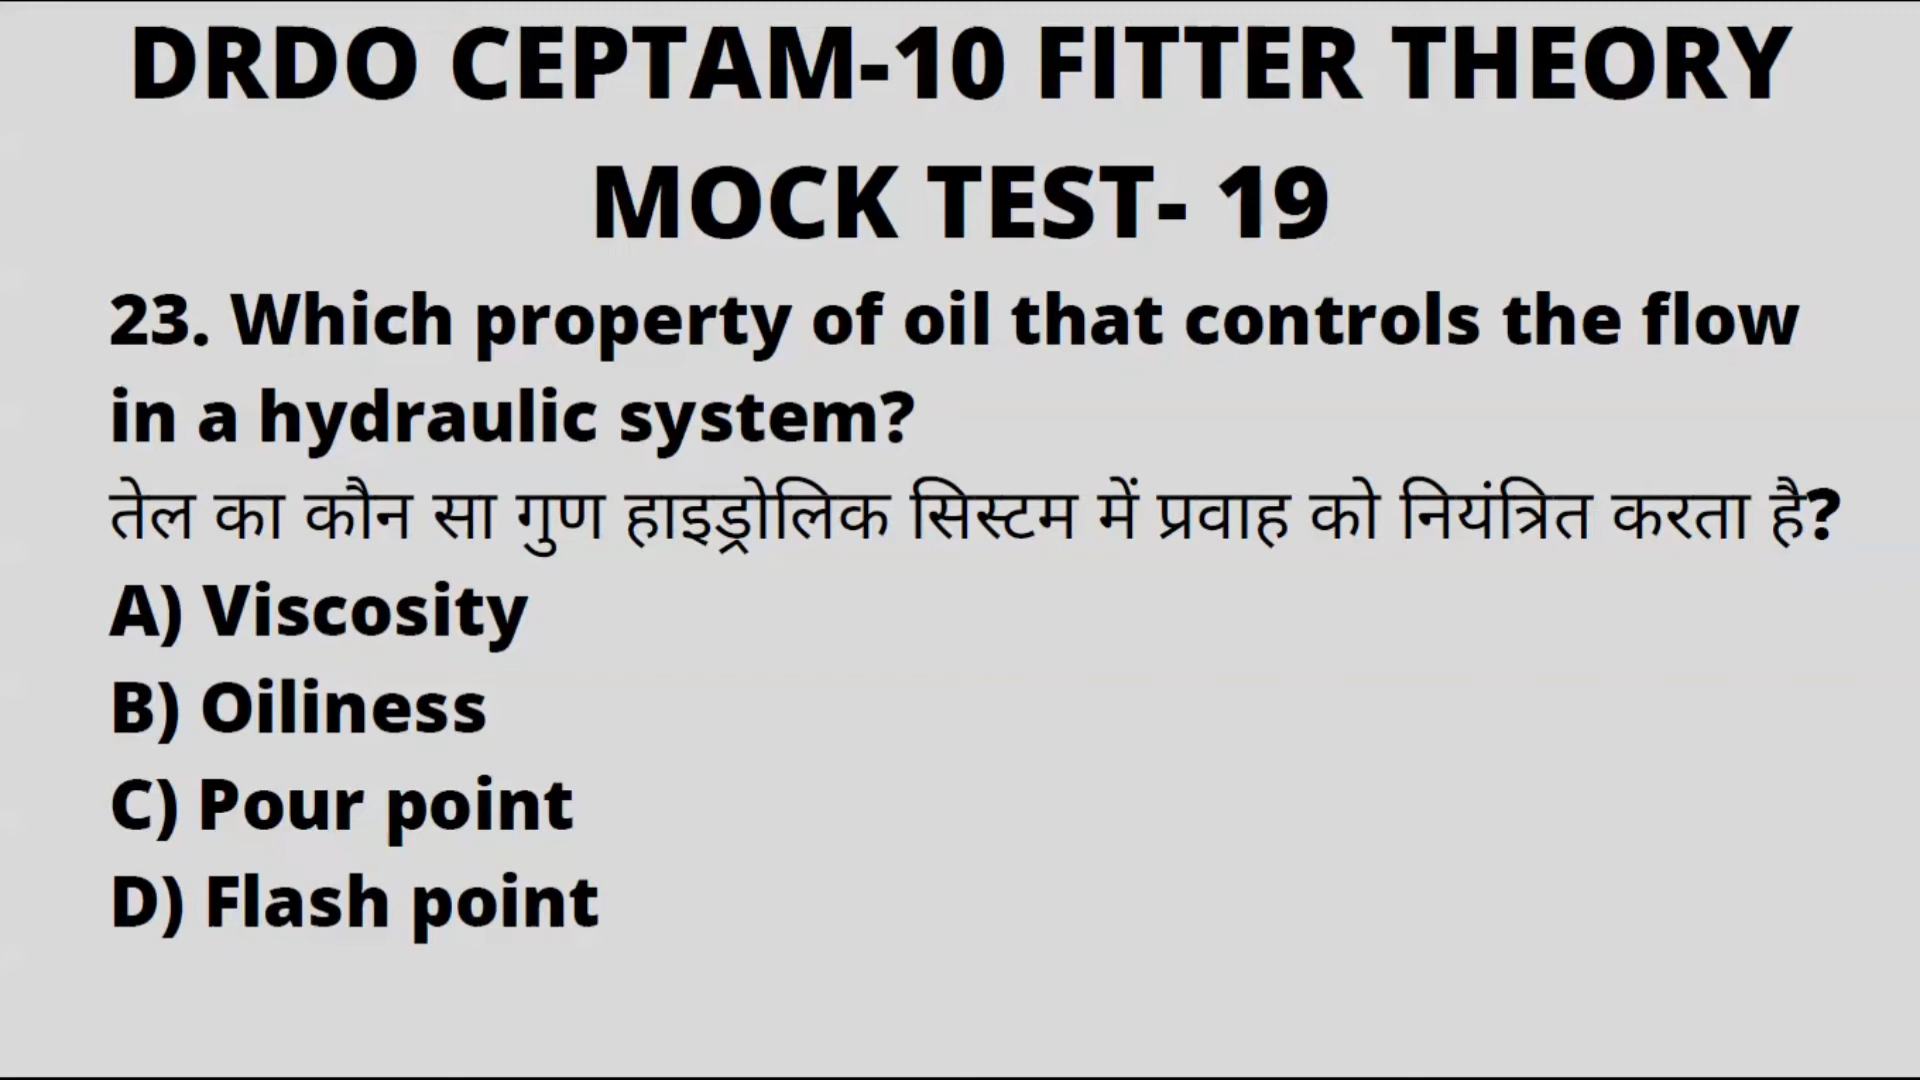 DRDO CEPTAM-10 FITTER THEORY
MOCK TEST- 19
23. Which property of oil that controls the flow
in a hydraulic system?
तेल का कौन सा गुण हाइड्रोलिक सिस्टम में प्रवाह को नियंत्रित करता है?
A) Viscosity
B) Oiliness
C) Pour point
D) Flash point